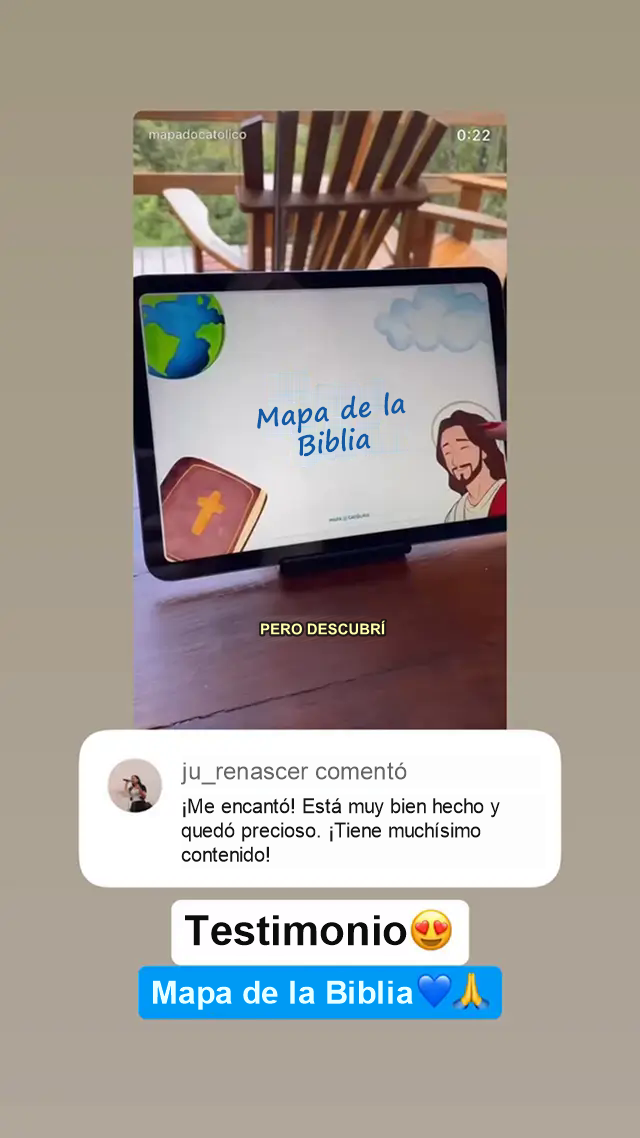 mapadocatolico
0:22
Mapa de la
Biblia
PERO DESCUBRÍ
ju_renascer comentó
¡Me encantó! Está muy bien hecho y
quedó precioso. ¡Tiene muchísimo
contenido!
Testimonio😍
Mapa de la Biblia💙🙏